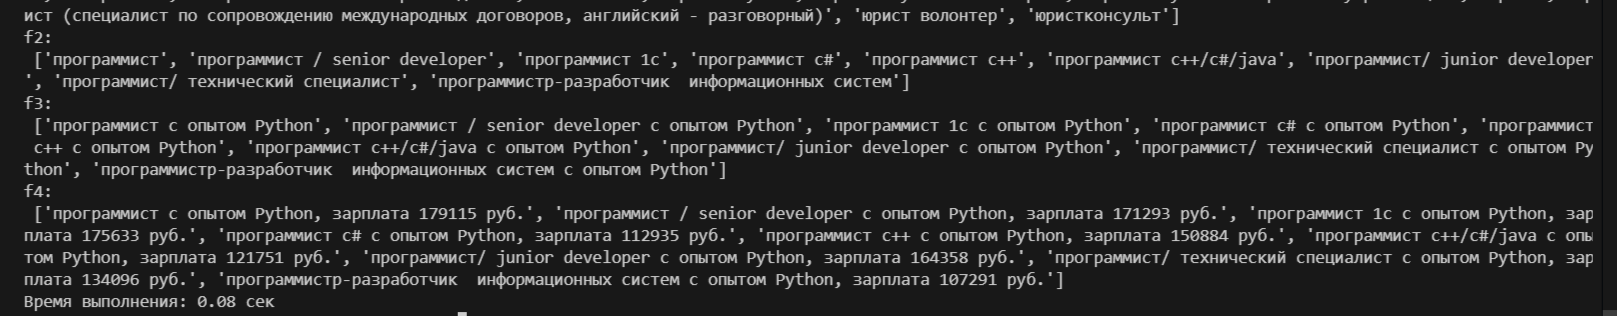 ист (специалист по сопровождению международных договоров, английский - разговорный)', 'юрист волонтер', 'юристконсульт']
f2:
['программист', 'программист / senior developer', 'программист 1с', 'программист c#', 'программист c++', 'программист c++/c#/java', 'программист/ junior developer
', 'программист/ технический специалист', 'программистр-разработчик  информационных систем']
f3:
['программист с опытом Python', 'программист / senior developer с опытом Python', 'программист 1с с опытом Python', 'программист c# с опытом Python', 'программист
c++ с опытом Python', 'программист c++/c#/java с опытом Python', 'программист/ junior developer с опытом Python', 'программист/ технический специалист с опытом Py
thon', 'программистр-разработчик  информационных систем с опытом Python']
f4:
['программист с опытом Python, зарплата 179115 руб.', 'программист / senior developer с опытом Python, зарплата 171293 руб.', 'программист 1с с опытом Python, зар
плата 175633 руб.', 'программист c# с опытом Python, зарплата 112935 руб.', 'программист c++ с опытом Python, зарплата 150884 руб.', 'программист c++/c#/java с опы
том Python, зарплата 121751 руб.', 'программист/ junior developer с опытом Python, зарплата 164358 руб.', 'программист/ технический специалист с опытом Python, зар
плата 134096 руб.', 'программистр-разработчик  информационных систем с опытом Python, зарплата 107291 руб.']
Время выполнения: 0.08 сек